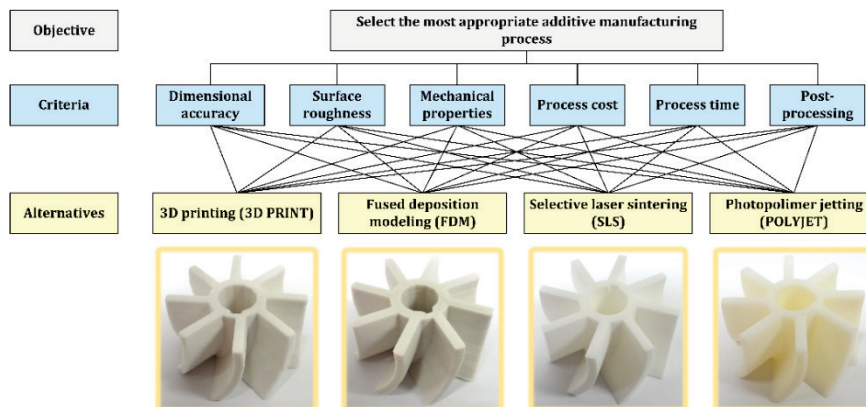 Objective
Select the most appropriate additive manufacturing
process
Criteria
Dimensional
accuracy
Surface
roughness
Mechanical
properties
Process cost
Process time
Post-
processing
Alternatives
3D printing (3D PRINT)
Fused deposition
modeling (FDM)
Selective laser sintering
(SLS)
Photopolimer jetting
(POLYJET)